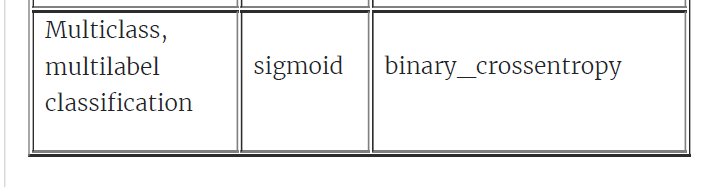 Multiclass,
multilabel
classification
sigmoid
binary_crossentropy